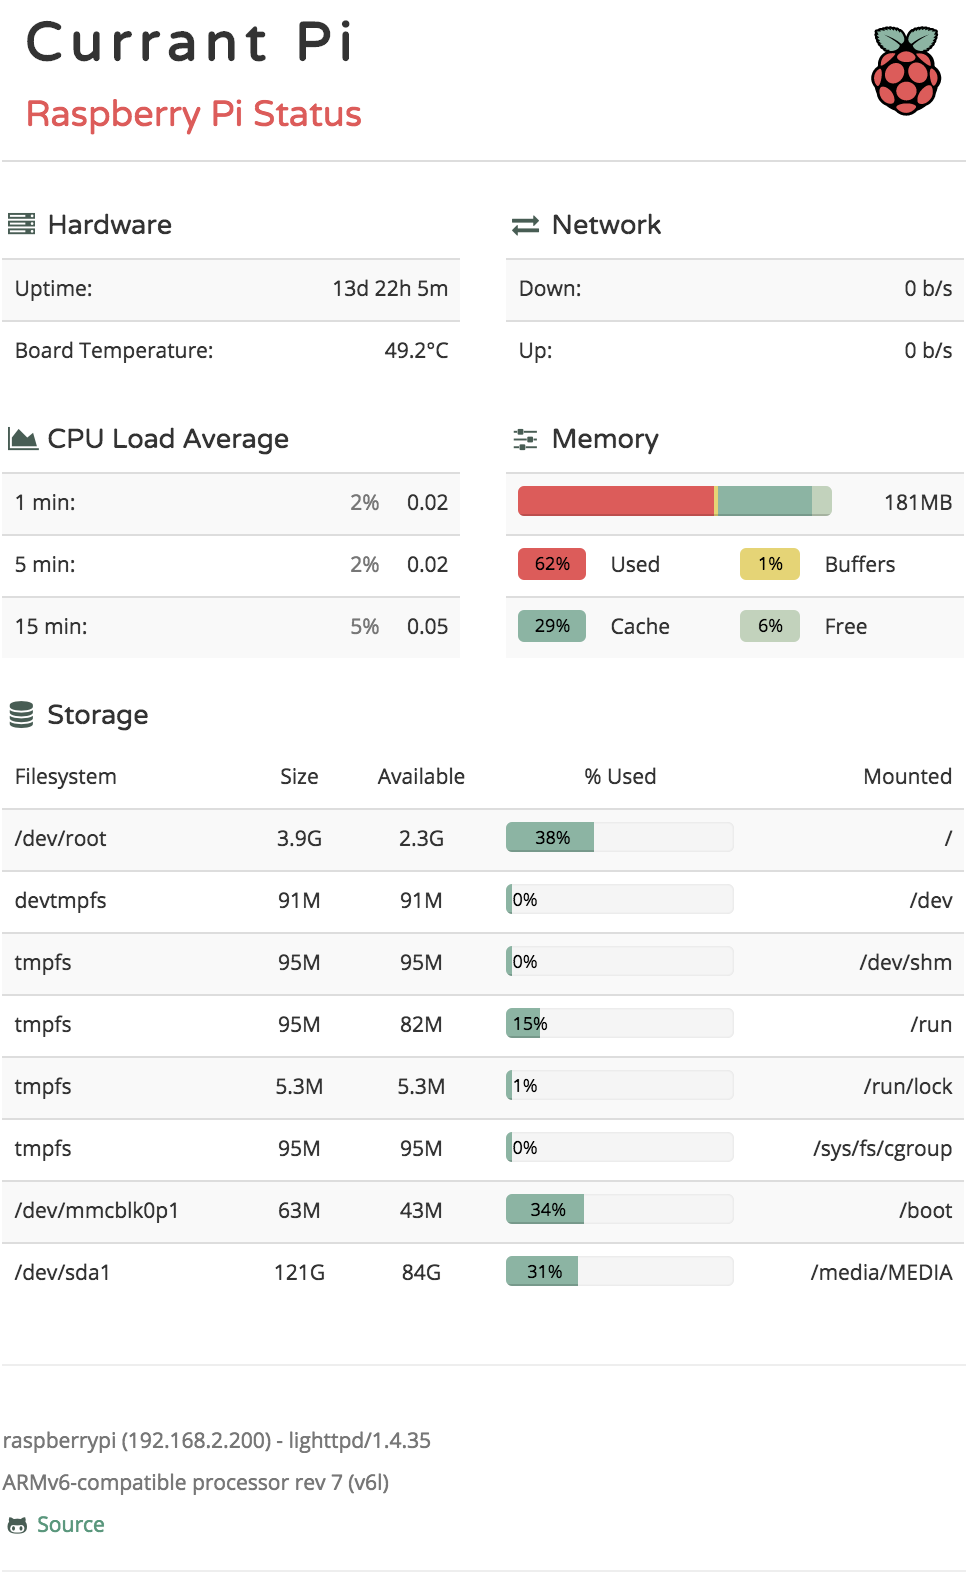 Currant Pi
Raspberry Pi Status
Hardware
Uptime: 13d 22h 5m
Board Temperature: 49.2°C
Network
Down: 0 b/s
Up: 0 b/s
CPU Load Average
1 min: 2% 0.02
5 min: 2% 0.02
15 min: 5% 0.05
Memory
181MB
62% Used 1% Buffers
29% Cache 6% Free
Storage
Filesystem Size Available % Used Mounted
/dev/root 3.9G 2.3G 38% /
devtmpfs 91M 91M 0% /dev
tmpfs 95M 95M 0% /dev/shm
tmpfs 95M 82M 15% /run
tmpfs 5.3M 5.3M 1% /run/lock
tmpfs 95M 95M 0% /sys/fs/cgroup
/dev/mmcblk0p1 63M 43M 34% /boot
/dev/sda1 121G 84G 31% /media/MEDIA
raspberrypi (192.168.2.200) - lighttpd/1.4.35
ARMv6-compatible processor rev 7 (v6l)
Source